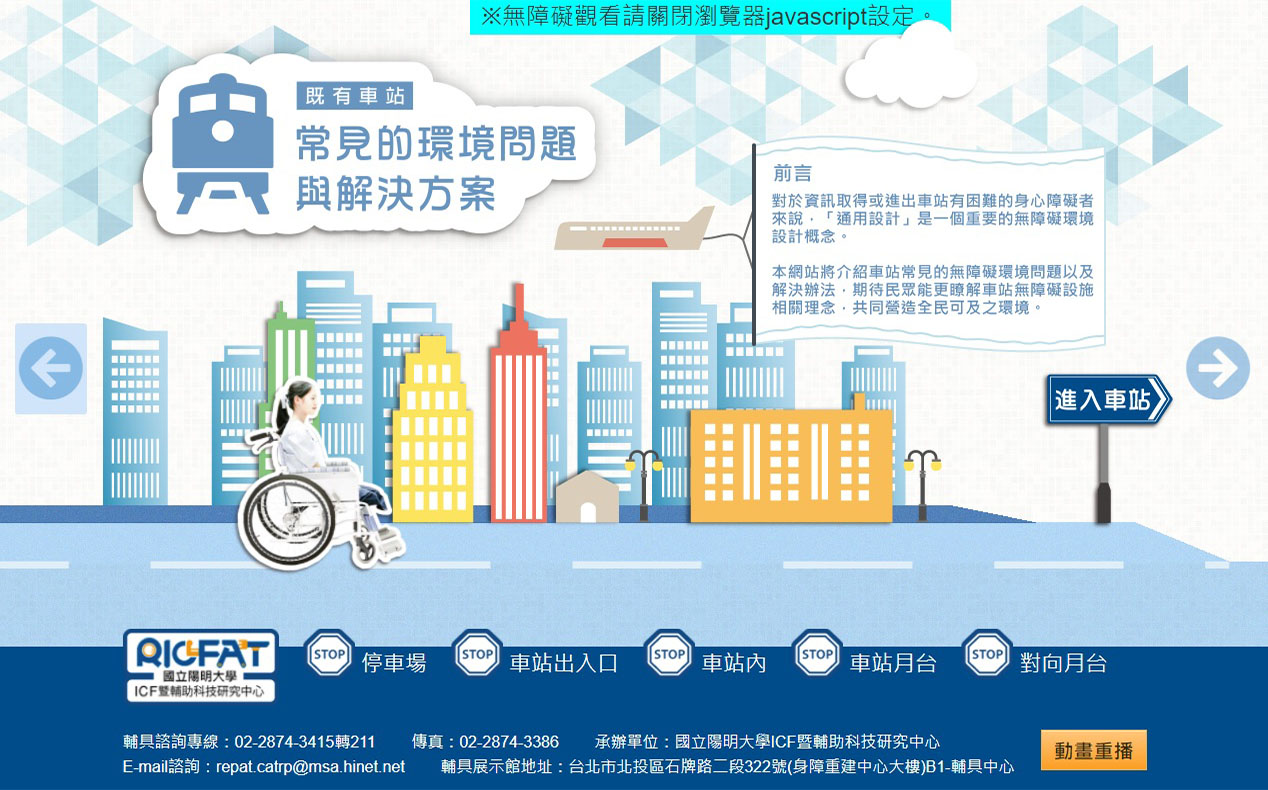 ※無障礙觀看請關閉瀏覽器javascript設定。
既有車站
常見的環境問題
與解決方案
前言
對於資訊取得或進出車站有困難的身心障礙者
來說，「通用設計」是一個重要的無障礙環境
設計概念。
本網站將介紹車站常見的無障礙環境問題以及
解決辦法，期待民眾能更瞭解車站無障礙設施
相關理念，共同營造全民可及之環境。
進入車站
RICFAT
國立陽明大學
ICF暨輔助科技研究中心
STOP 停車場 STOP 車站出入口 STOP 車站內 STOP 車站月台 STOP 對向月台
輔具諮詢專線：02-2874-3415轉211 傳真：02-2874-3386 承辦單位：國立陽明大學ICF暨輔助科技研究中心
E-mail諮詢：repat.catrp@msa.hinet.net 輔具展示館地址：台北市北投區石牌路二段322號(身障重建中心大樓)B1-輔具中心
動畫重播